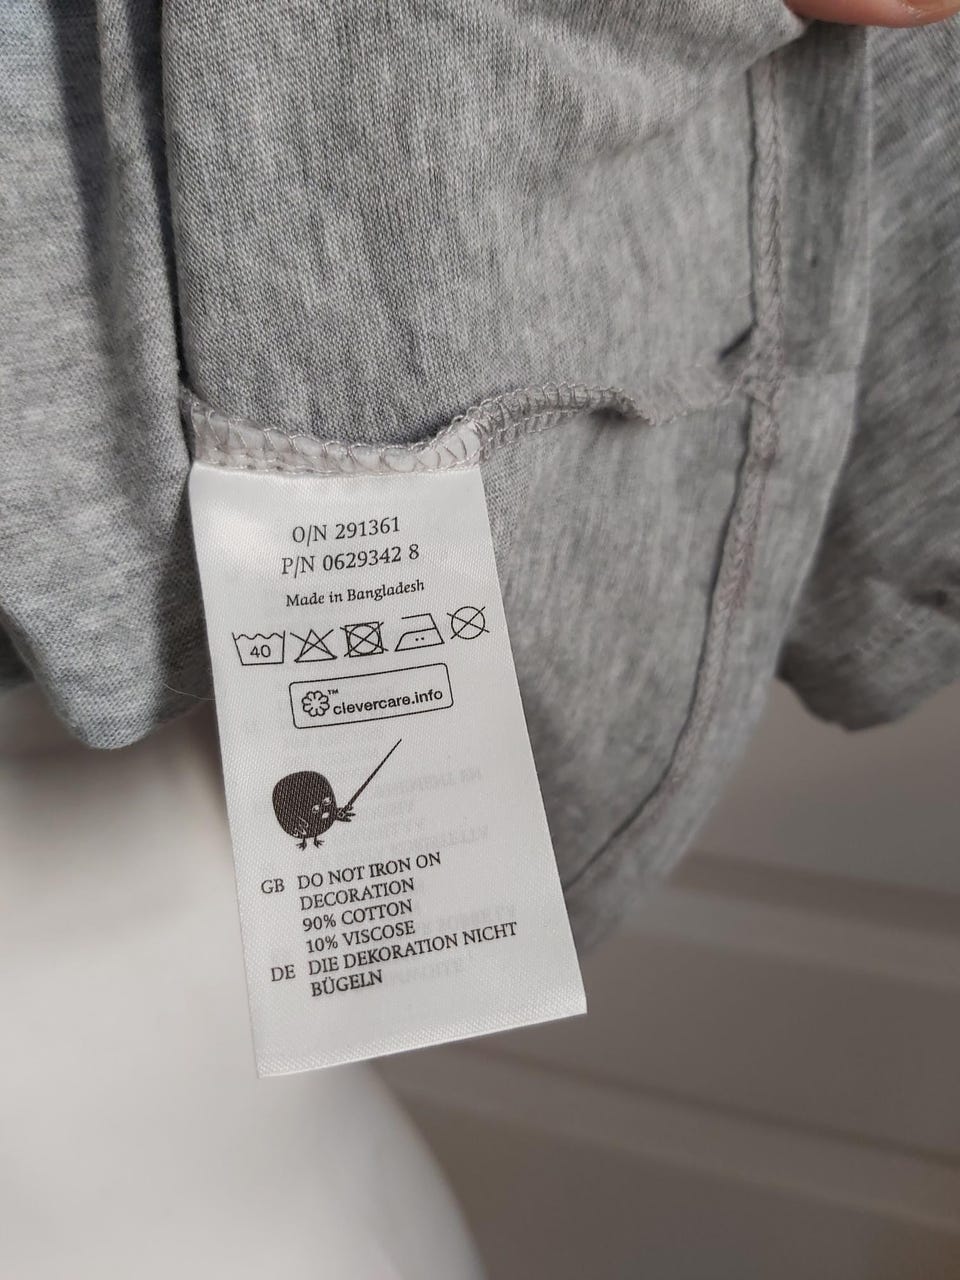 O/N 291361
P/N 0629342 8
Made in Bangladesh
40
™ clevercare.info
GB DO NOT IRON ON
DECORATION
90% COTTON
10% VISCOSE
DE DIE DEKORATION NICHT
BÜGELN